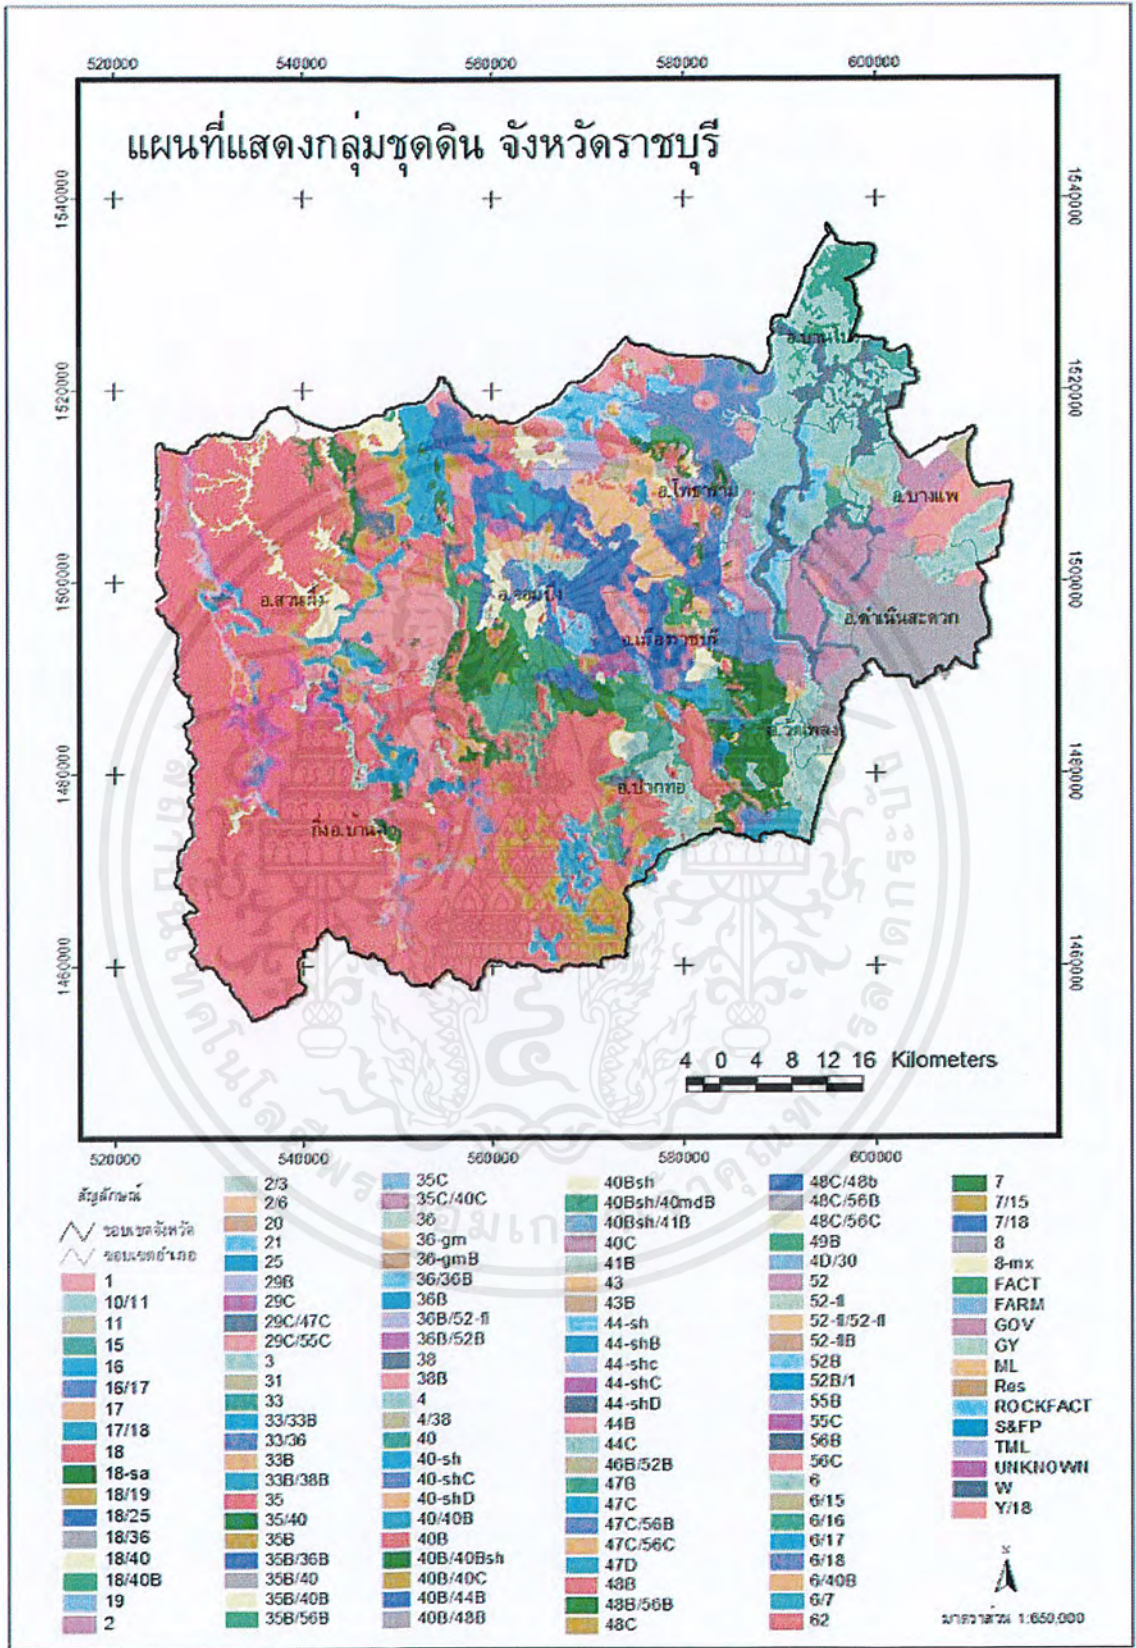 520000 540000 560000 580000 600000
แผนที่แสดงกลุ่มชุดดิน จังหวัดราชบุรี
1540000 1540000
1520000 1520000
1500000 1500000
1480000 1480000
1460000 1460000
อ.บ้านโป่ง
อ.โพธาราม
อ.บางแพ
อ.สวนผึ้ง
อ.จอมบึง
อ.เมืองราชบุรี
อ.ดำเนินสะดวก
อ.วัดเพลง
อ.ปากท่อ
กิ่งอ.บ้านคา
4 0 4 8 12 16 Kilometers
520000 540000 560000 580000 600000
สัญลักษณ์
ขอบเขตจังหวัด
ขอบเขตอำเภอ
1
10/11
11
15
16
16/17
17
17/18
18
18-sa
18/19
18/25
18/36
18/40
18/40B
19
2
2/3
2/6
20
21
25
29B
29C
29C/47C
29C/55C
3
31
33
33/33B
33/36
33B
33B/38B
35
35/40
35B
35B/36B
35B/40
35B/40B
35B/56B
35C
35C/40C
36
36-gm
36-gmB
36/36B
36B
36B/52-fl
36B/52B
38
38B
4
4/38
40
40-sh
40-shC
40-shD
40/40B
40B
40B/40Bsh
40B/40C
40B/44B
40B/48B
40Bsh
40Bsh/40mdB
40Bsh/41B
40C
41B
43
43B
44-sh
44-shB
44-shc
44-shC
44-shD
44B
44C
46B/52B
47B
47C
47C/56B
47C/56C
47D
48B
48B/56B
48C
48C/48b
48C/56B
48C/56C
49B
4D/30
52
52-fl
52-fl/52-fl
52-flB
52B
52B/1
55B
55C
56B
56C
6
6/15
6/16
6/17
6/18
6/40B
6/7
62
7
7/15
7/18
8
8-mx
FACT
FARM
GOV
GY
ML
Res
ROCKFACT
S&FP
TML
UNKNOWN
W
Y/18
N
มาตราส่วน 1:650,000